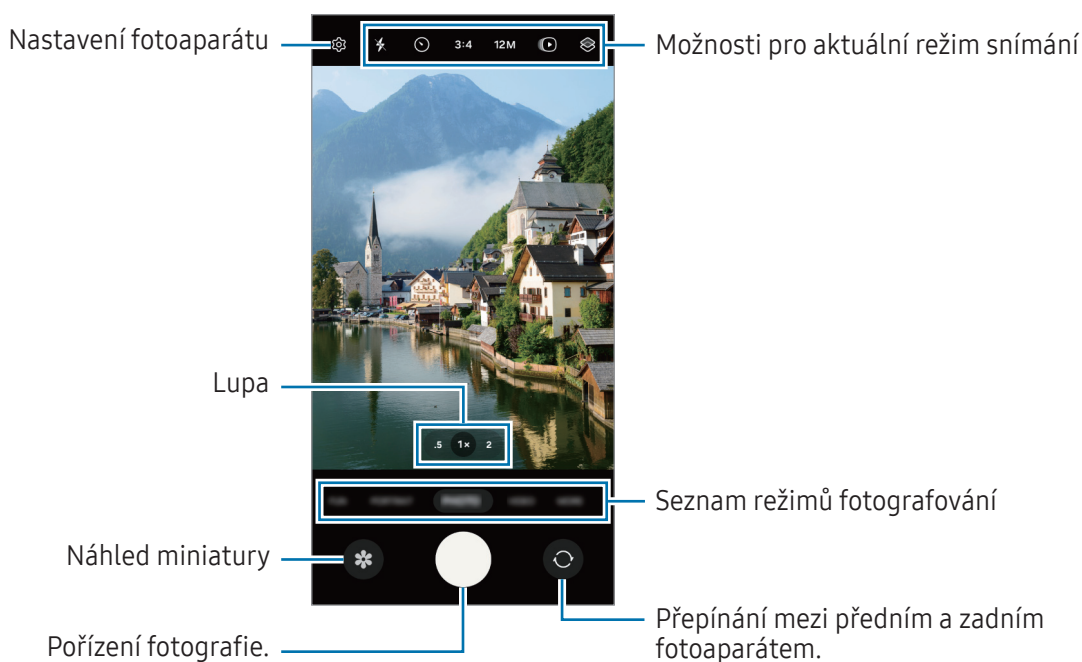 Nastavení fotoaparátu
3:4 12M
Možnosti pro aktuální režim snímání
Lupa
.5 1× 2
Seznam režimů fotografování
Náhled miniatury
Pořízení fotografie.
Přepínání mezi předním a zadním
fotoaparátem.